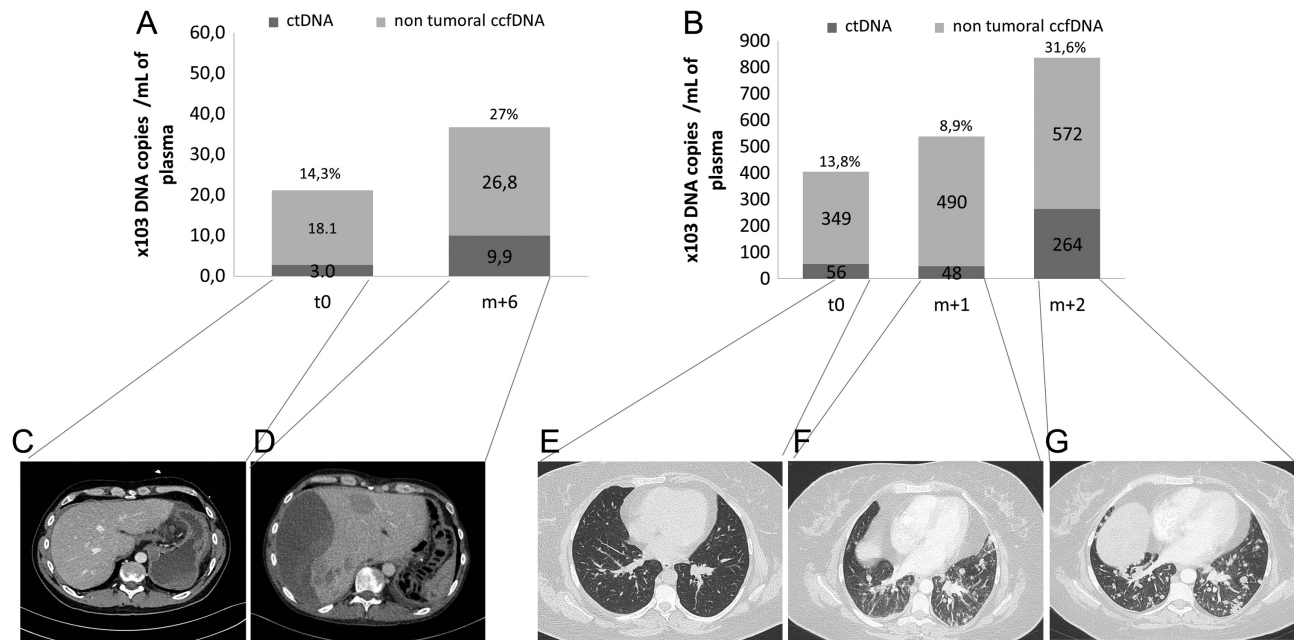 A
ctDNA non tumoral ccfDNA
x103 DNA copies /mL of
plasma
60,0
50,0
40,0
30,0
20,0
10,0
0,0
14,3%
18.1
3.0
27%
26,8
9,9
t0 m+6
B
ctDNA non tumoral ccfDNA
x103 DNA copies /mL of
plasma
900
800
700
600
500
400
300
200
100
0
13,8%
349
56
8,9%
490
48
31,6%
572
264
t0 m+1 m+2
C D E F G